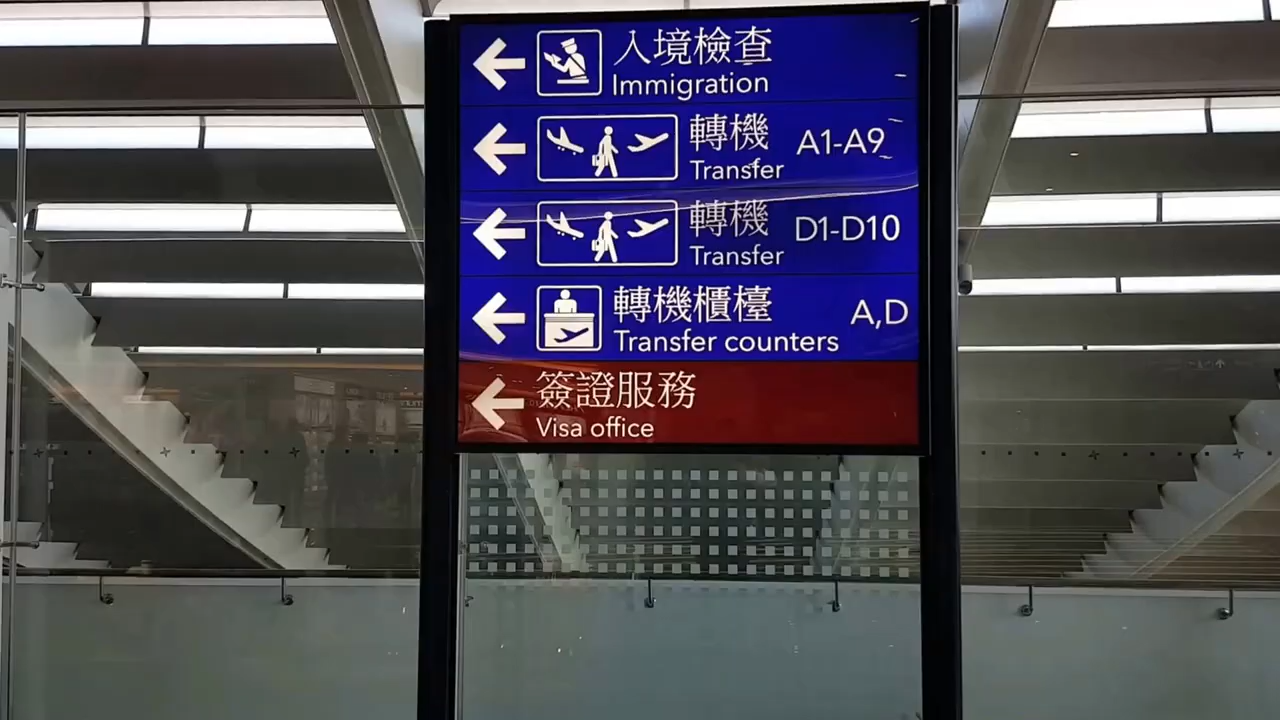 入境檢查
Immigration
轉機 A1-A9
Transfer
轉機 D1-D10
Transfer
轉機櫃檯 A,D
Transfer counters
簽證服務
Visa office